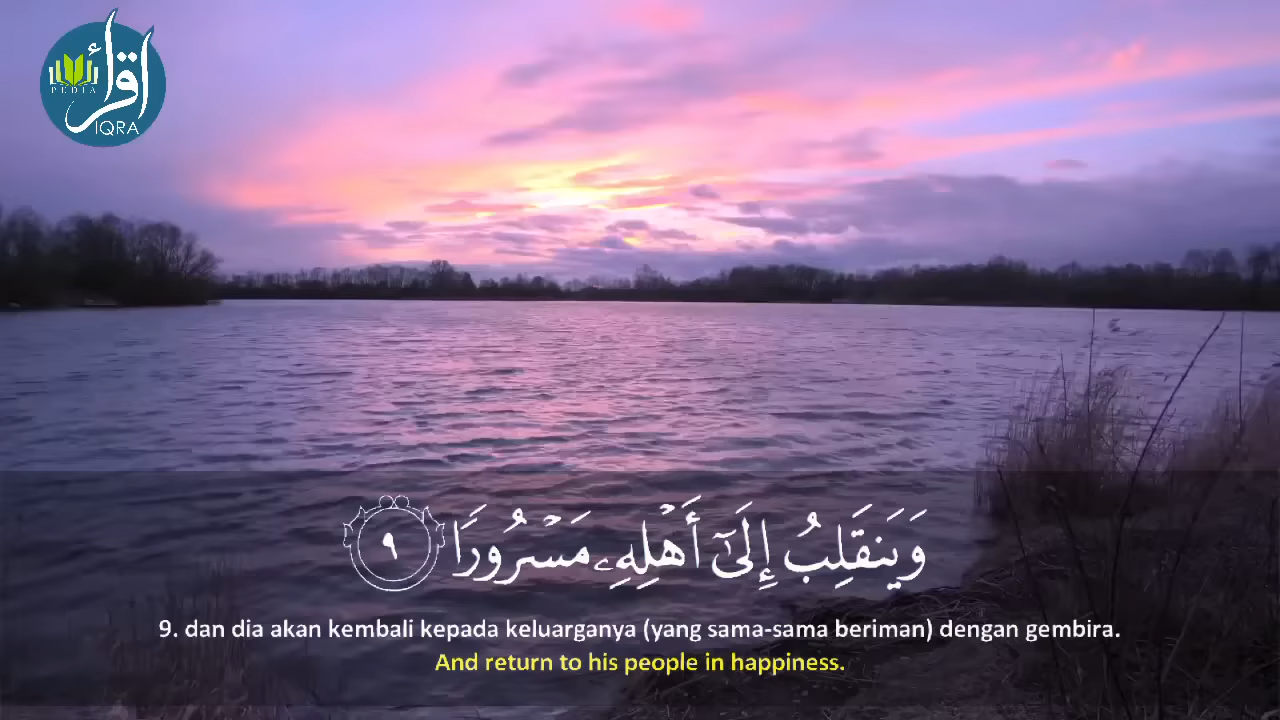 اقرأ
PEDIA
IQRA
وَيَنقَلِبُ إِلَىٰٓ أَهْلِهِۦ مَسْرُورًا ٩
9. dan dia akan kembali kepada keluarganya (yang sama-sama beriman) dengan gembira.
And return to his people in happiness.